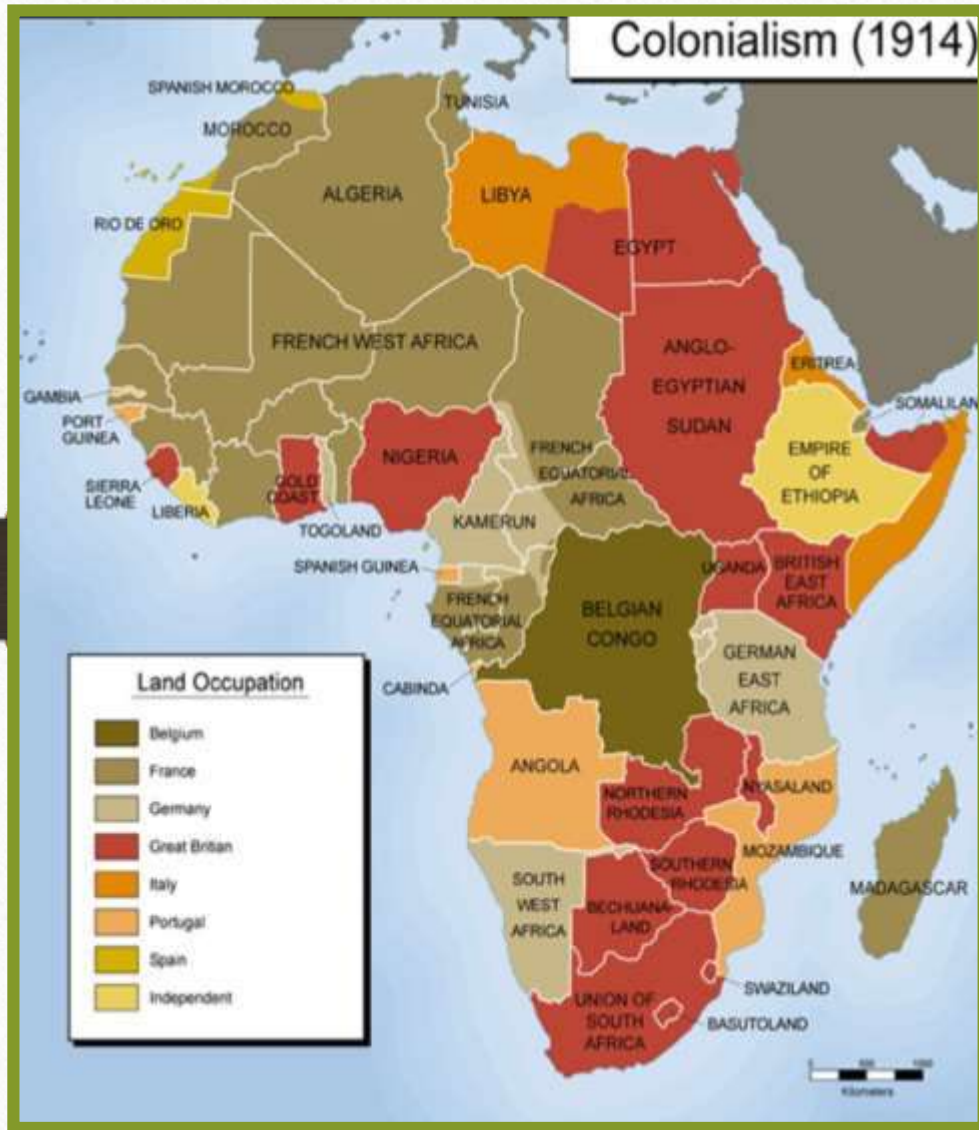 Colonialism (1914)
SPANISH MOROCCO
MOROCCO
TUNISIA
ALGERIA
LIBYA
EGYPT
RIO DE ORO
FRENCH WEST AFRICA
ANGLO-
EGYPTIAN
SUDAN
ERITREA
SOMALILAN
GAMBIA
PORT
GUINEA
SIERRA
LEONE
LIBERIA
GOLD
COAST
TOGOLAND
NIGERIA
KAMERUN
FRENCH
EQUATORIAL
AFRICA
EMPIRE
OF
ETHIOPIA
SPANISH GUINEA
FRENCH
EQUATORIAL
AFRICA
CABINDA
BELGIAN
CONGO
UGANDA
BRITISH
EAST
AFRICA
GERMAN
EAST
AFRICA
ANGOLA
NORTHERN
RHODESIA
NYASALAND
MOZAMBIQUE
SOUTHERN
RHODESIA
SOUTH
WEST
AFRICA
BECHUANA-
LAND
MADAGASCAR
SWAZILAND
UNION OF
SOUTH
AFRICA
BASUTOLAND
Land Occupation
Belgium
France
Germany
Great Britian
Italy
Portugal
Spain
Independent
0 500 1000
Kilometers